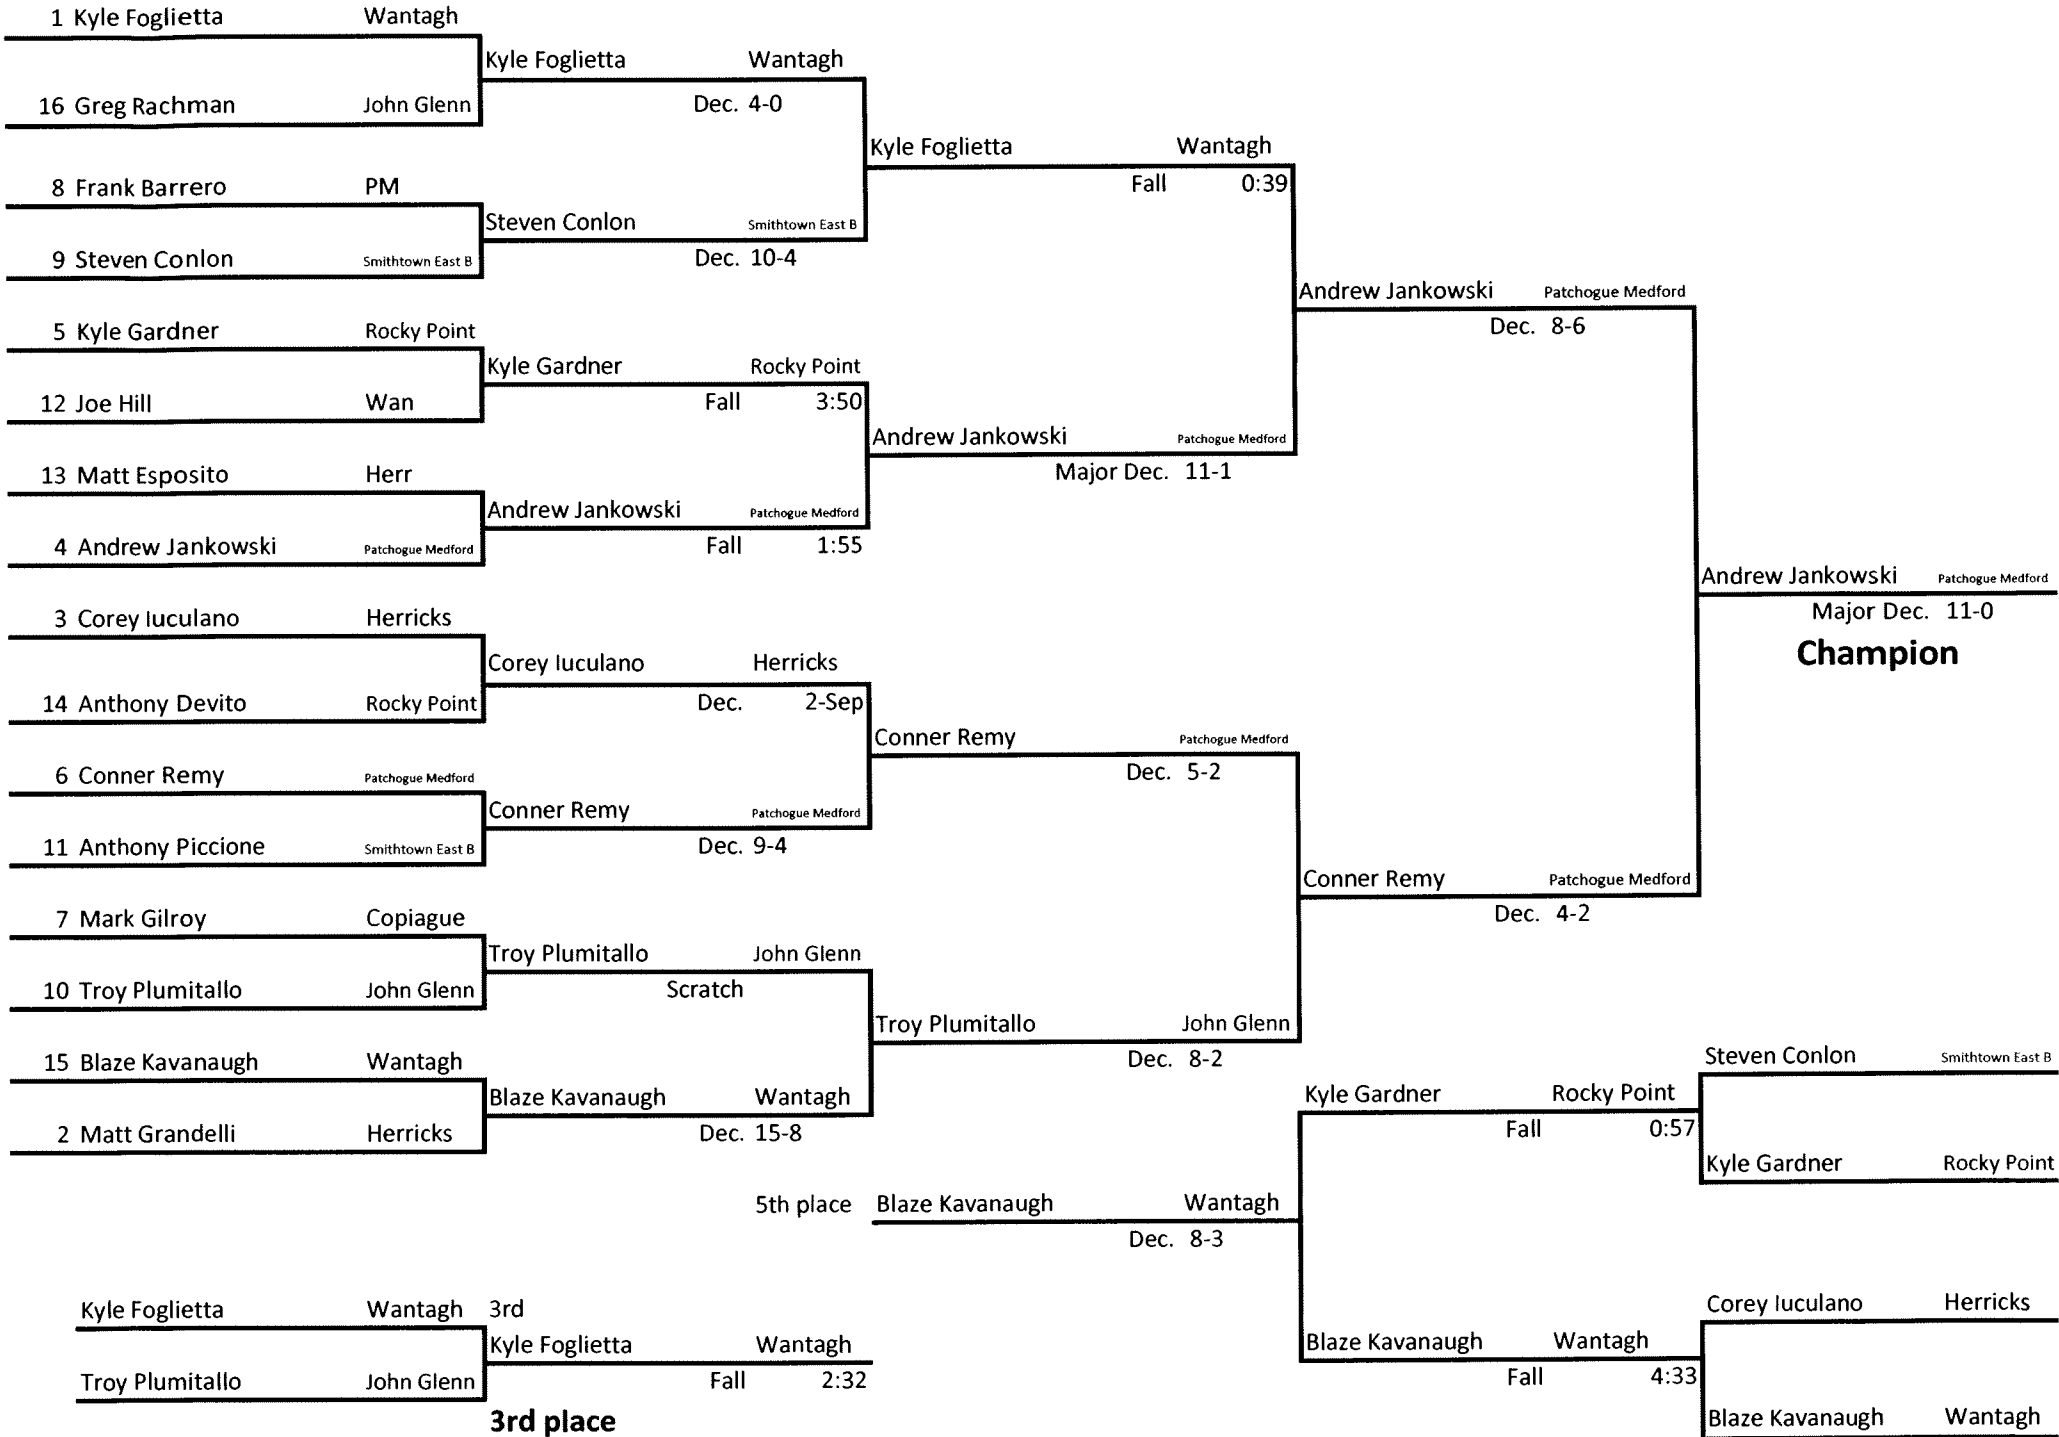 1 Kyle Foglietta Wantagh
Kyle Foglietta Wantagh
16 Greg Rachman John Glenn
Dec. 4-0
Kyle Foglietta Wantagh
Fall 0:39
8 Frank Barrero PM
Steven Conlon Smithtown East B
9 Steven Conlon Smithtown East B
Dec. 10-4
Andrew Jankowski Patchogue Medford
Dec. 8-6
5 Kyle Gardner Rocky Point
Kyle Gardner Rocky Point
12 Joe Hill Wan
Fall 3:50
Andrew Jankowski Patchogue Medford
Major Dec. 11-1
13 Matt Esposito Herr
Andrew Jankowski Patchogue Medford
4 Andrew Jankowski Patchogue Medford
Fall 1:55
Andrew Jankowski Patchogue Medford
Major Dec. 11-0
Champion
3 Corey Iuculano Herricks
Corey Iuculano Herricks
14 Anthony Devito Rocky Point
Dec. 2-Sep
Conner Remy Patchogue Medford
Dec. 5-2
6 Conner Remy Patchogue Medford
Conner Remy Patchogue Medford
11 Anthony Piccione Smithtown East B
Dec. 9-4
Conner Remy Patchogue Medford
Dec. 4-2
7 Mark Gilroy Copiague
Troy Plumitallo John Glenn
10 Troy Plumitallo John Glenn
Scratch
Troy Plumitallo John Glenn
Dec. 8-2
15 Blaze Kavanaugh Wantagh
Blaze Kavanaugh Wantagh
2 Matt Grandelli Herricks
Dec. 15-8
Steven Conlon Smithtown East B
Kyle Gardner Rocky Point
Fall 0:57
Kyle Gardner Rocky Point
5th place Blaze Kavanaugh Wantagh
Dec. 8-3
Corey Iuculano Herricks
Blaze Kavanaugh Wantagh
Fall 4:33
Blaze Kavanaugh Wantagh
Kyle Foglietta Wantagh 3rd
Kyle Foglietta Wantagh
Troy Plumitallo John Glenn
Fall 2:32
3rd place